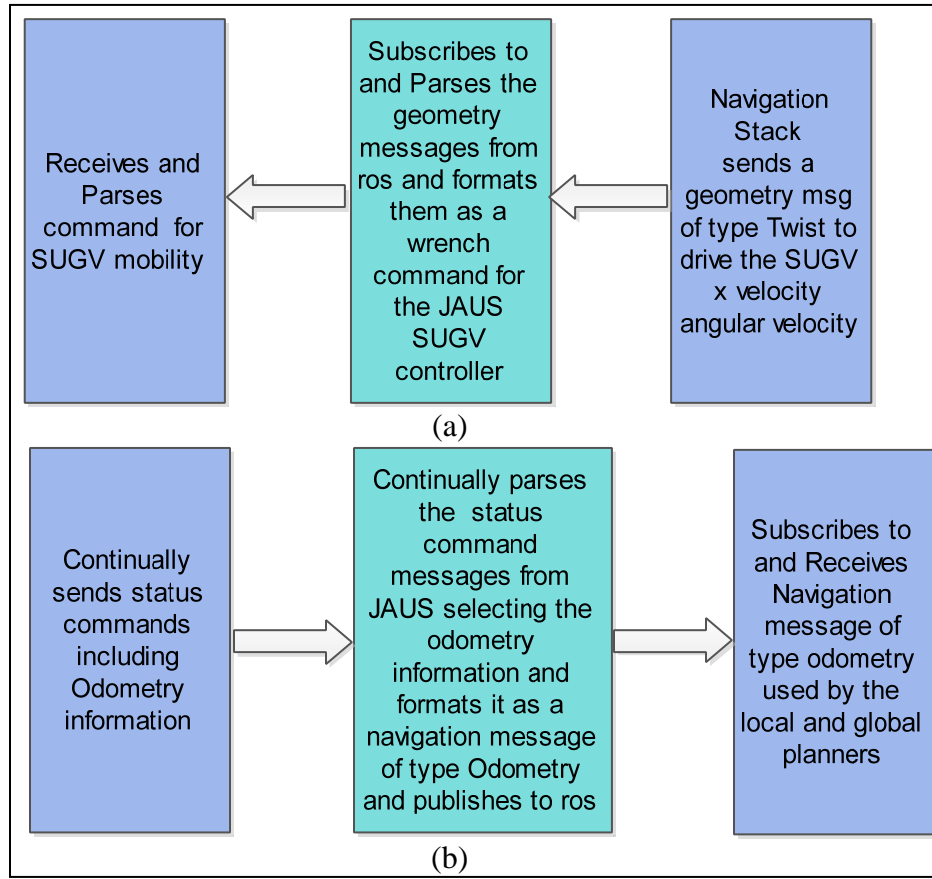 Receives and
Parses
command for
SUGV mobility
Subscribes to
and Parses the
geometry
messages from
ros and formats
them as a
wrench
command for
the JAUS
SUGV
controller
Navigation
Stack
sends a
geometry msg
of type Twist to
drive the SUGV
x velocity
angular velocity
(a)
Continually
sends status
commands
including
Odometry
information
Continually parses
the status
command
messages from
JAUS selecting the
odometry
information and
formats it as a
navigation message
of type Odometry
and publishes to ros
Subscribes to
and Receives
Navigation
message of
type odometry
used by the
local and global
planners
(b)